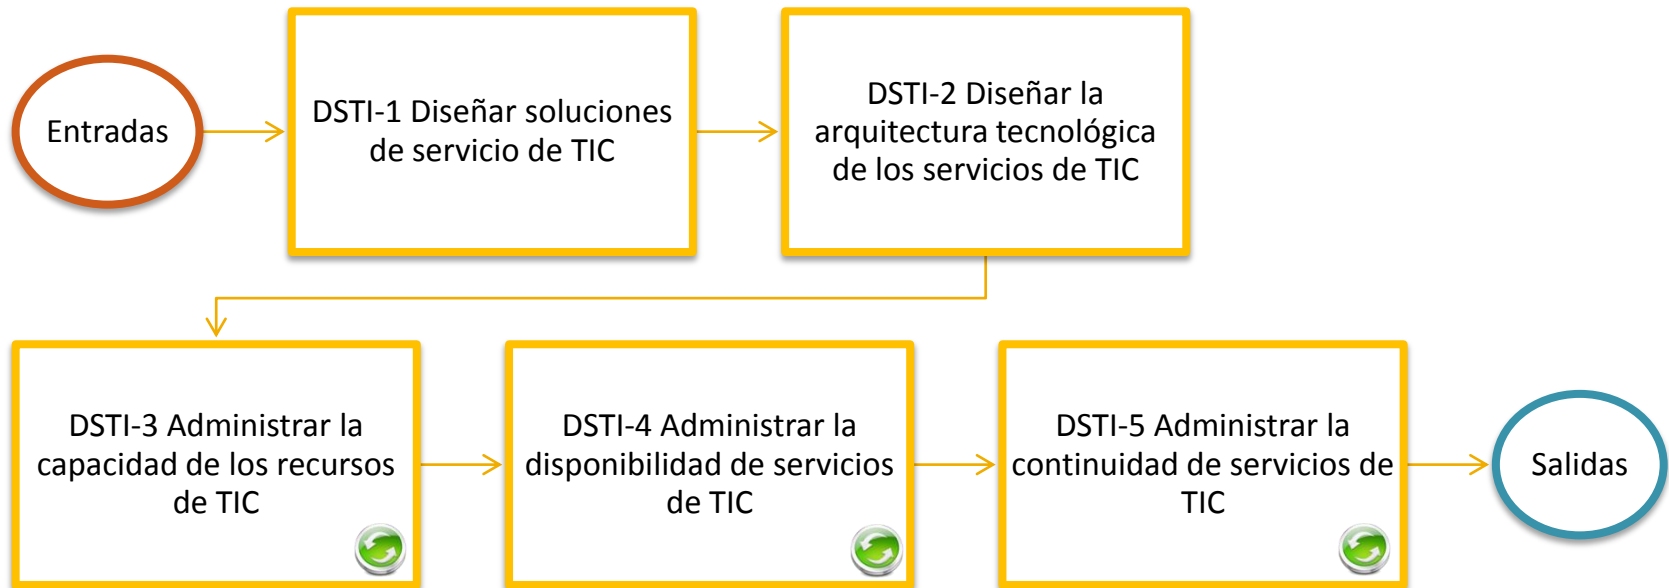 Entradas
DSTI-1 Diseñar soluciones
de servicio de TIC
DSTI-2 Diseñar la
arquitectura tecnológica
de los servicios de TIC
DSTI-3 Administrar la
capacidad de los recursos
de TIC
DSTI-4 Administrar la
disponibilidad de servicios
de TIC
DSTI-5 Administrar la
continuidad de servicios de
TIC
Salidas